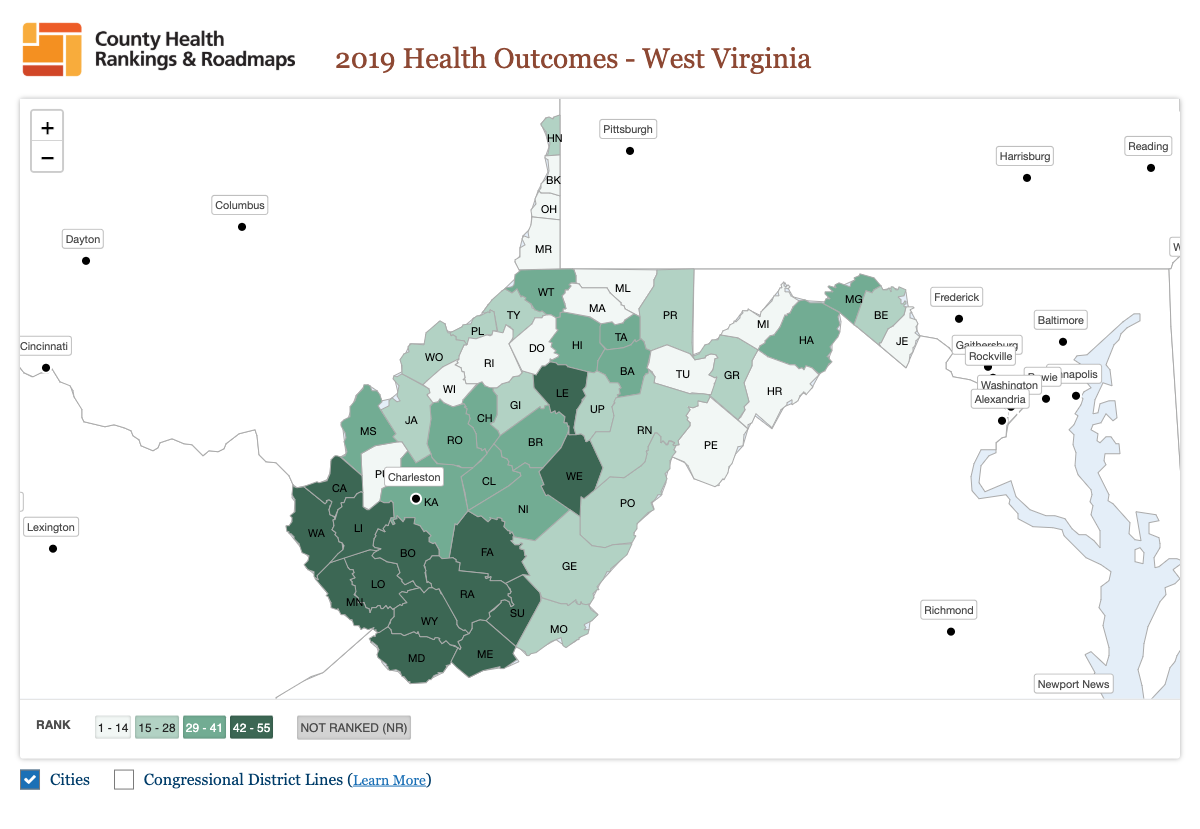 County Health
Rankings & Roadmaps
2019 Health Outcomes - West Virginia
+
−
Pittsburgh
HN
Reading
Harrisburg
BK
Columbus
OH
Dayton
MR
W
WT
ML
Frederick
MG
MA
TY
PR
BE
Baltimore
MI
PL
TA
HA
JE
Cincinnati
DO
HI
Gaithersburg
Rockville
WO
RI
BA
TU
GR
napolis
owie
Washington
WI
LE
HR
Alexandria
GI
UP
JA
CH
MS
RO
BR
RN
PE
Charleston
P
WE
CL
CA
KA
PO
NI
Lexington
LI
WA
BO
FA
GE
LO
RA
MN
SU
Richmond
WY
MO
MD
ME
Newport News
RANK
1 - 14
15 - 28
29 - 41
42 - 55
NOT RANKED (NR)
Cities
Congressional District Lines (Learn More)